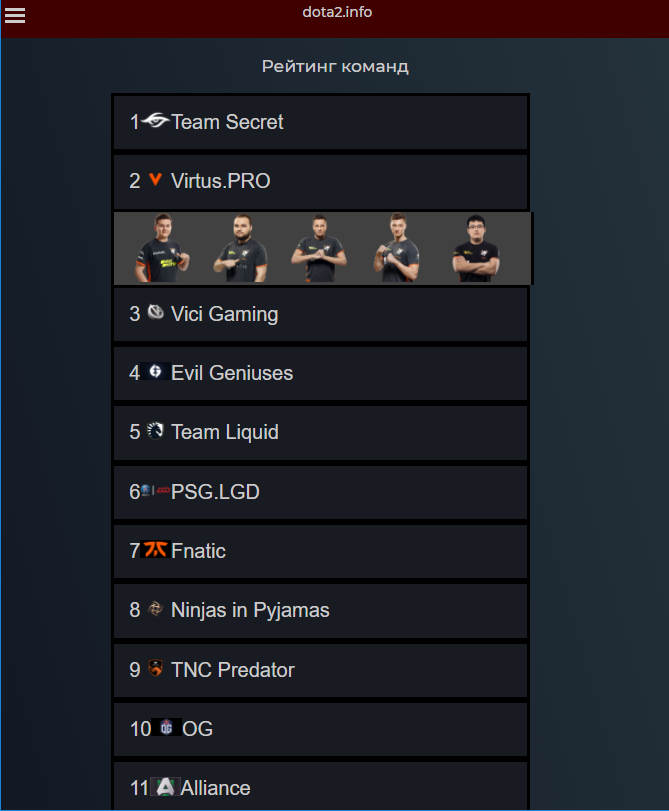 dota2.info
Рейтинг команд
1 Team Secret
2 Virtus.PRO
3 Vici Gaming
4 Evil Geniuses
5 Team Liquid
6 PSG.LGD
7 Fnatic
8 Ninjas in Pyjamas
9 TNC Predator
10 OG OG
11 Alliance